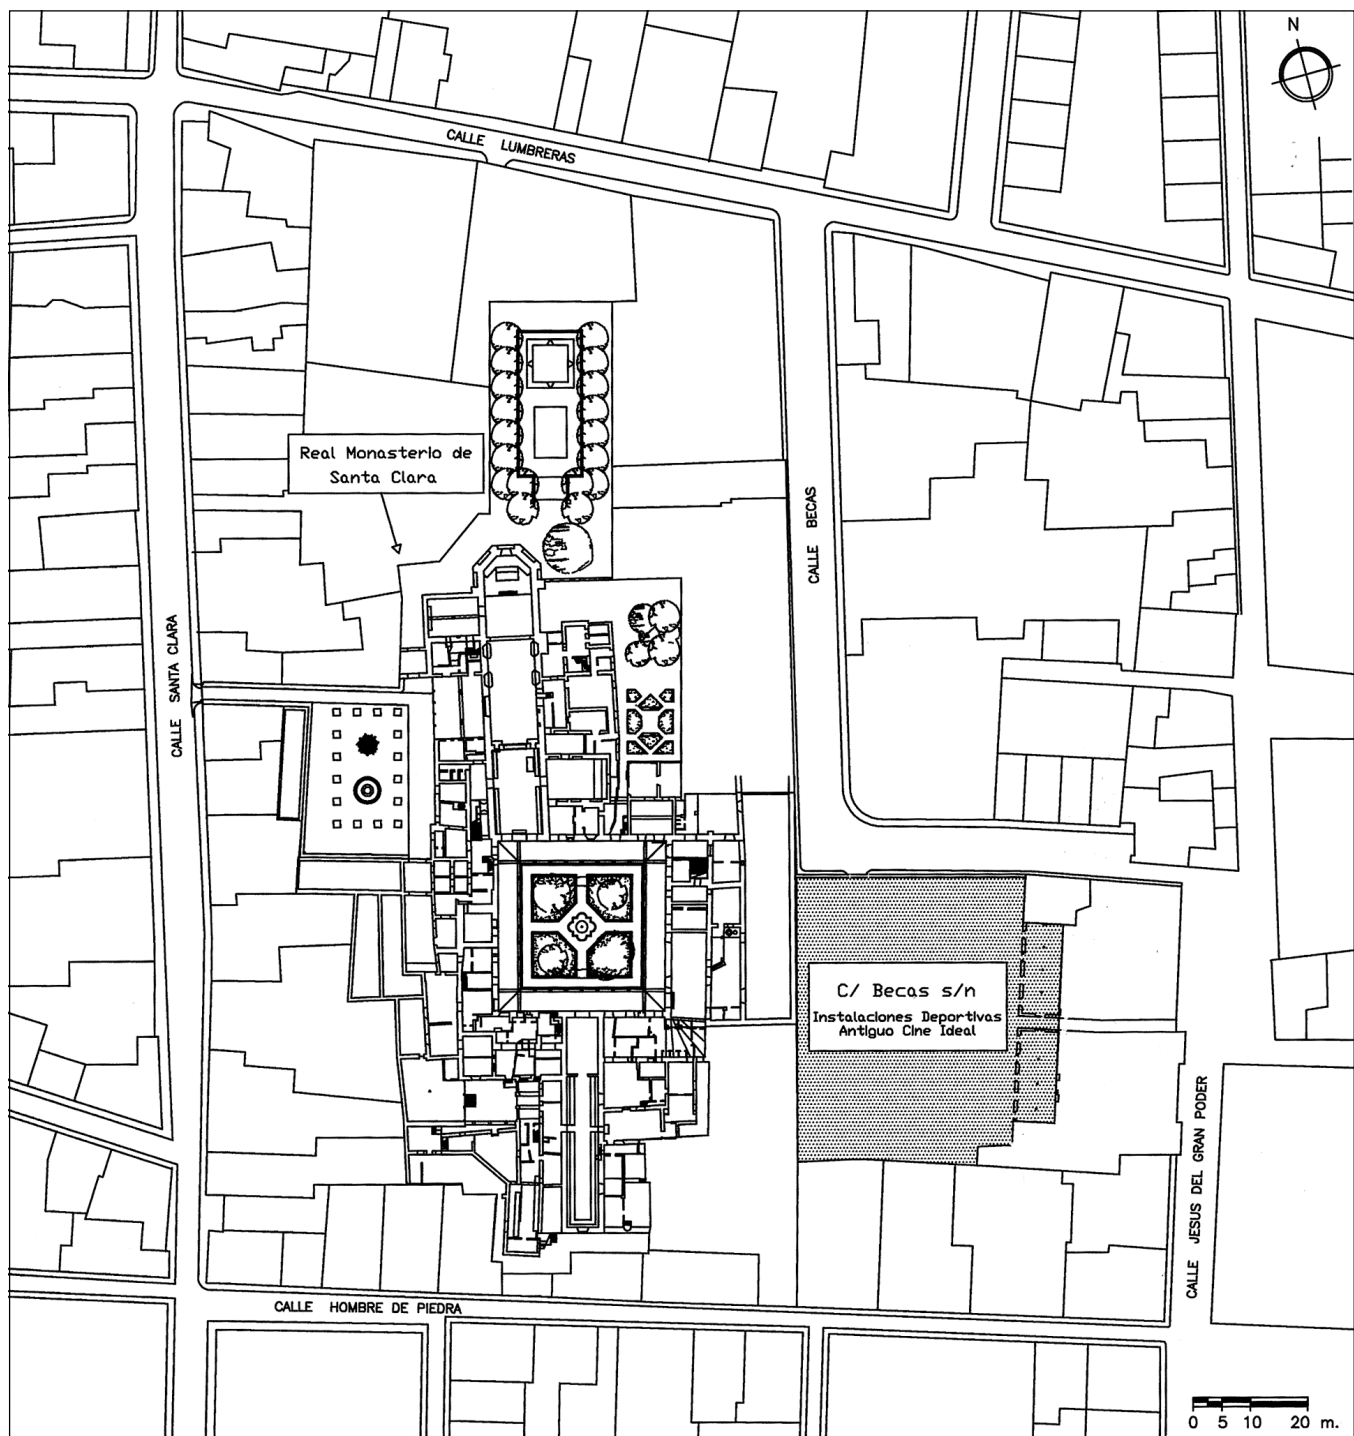 N
CALLE LUMBRERAS
Real Monasterio de
Santa Clara
CALLE BECAS
CALLE SANTA CLARA
C/ Becas s/n
Instalaciones Deportivas
Antiguo Cine Ideal
CALLE JESUS DEL GRAN PODER
CALLE HOMBRE DE PIEDRA
0 5 10 20 m.